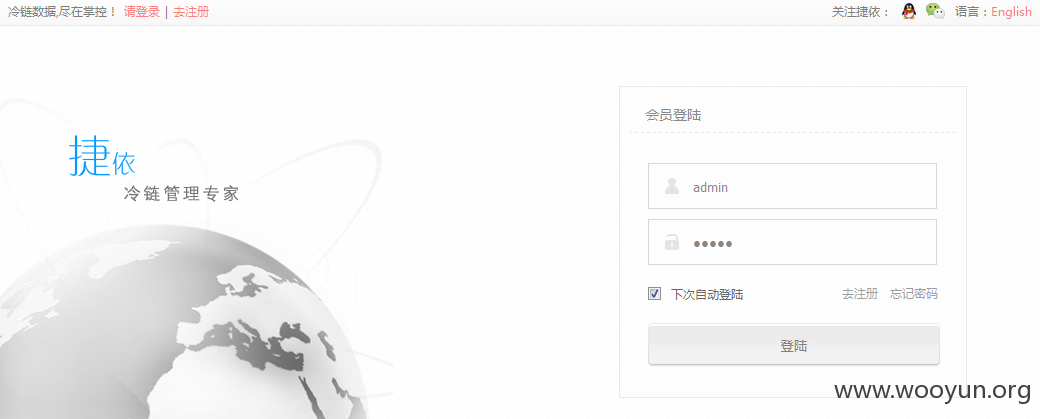 冷链数据,尽在掌控！ 请登录 | 去注册
关注捷依： 语言：English
捷依
冷链管理专家
会员登陆
admin
•••••
下次自动登陆 去注册 忘记密码
登陆
www.wooyun.org